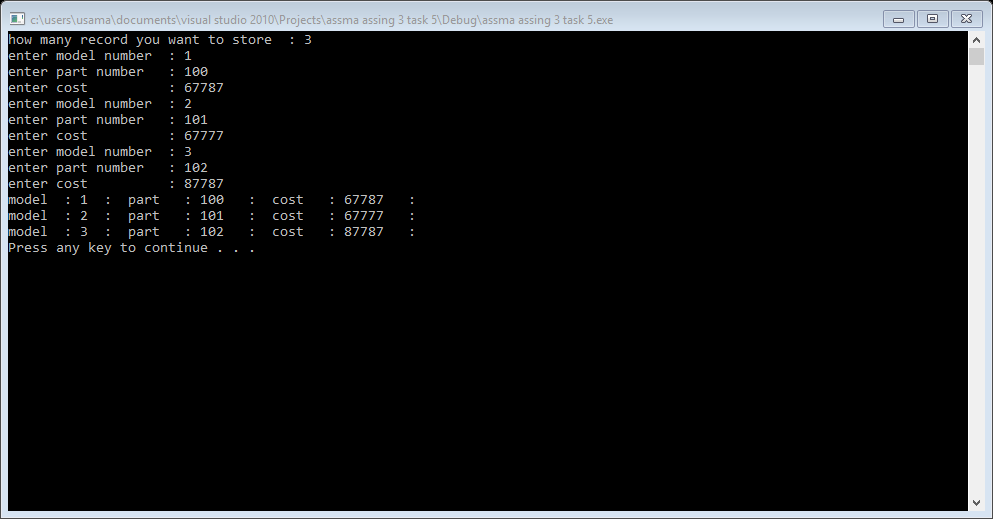 c:\users\usama\documents\visual studio 2010\Projects\assma assing 3 task 5\Debug\assma assing 3 task 5.exe
how many record you want to store  : 3
enter model number  : 1
enter part number   : 100
enter cost          : 67787
enter model number  : 2
enter part number   : 101
enter cost          : 67777
enter model number  : 3
enter part number   : 102
enter cost          : 87787
model  : 1  :  part   : 100   :  cost   : 67787   :
model  : 2  :  part   : 101   :  cost   : 67777   :
model  : 3  :  part   : 102   :  cost   : 87787   :
Press any key to continue . . .